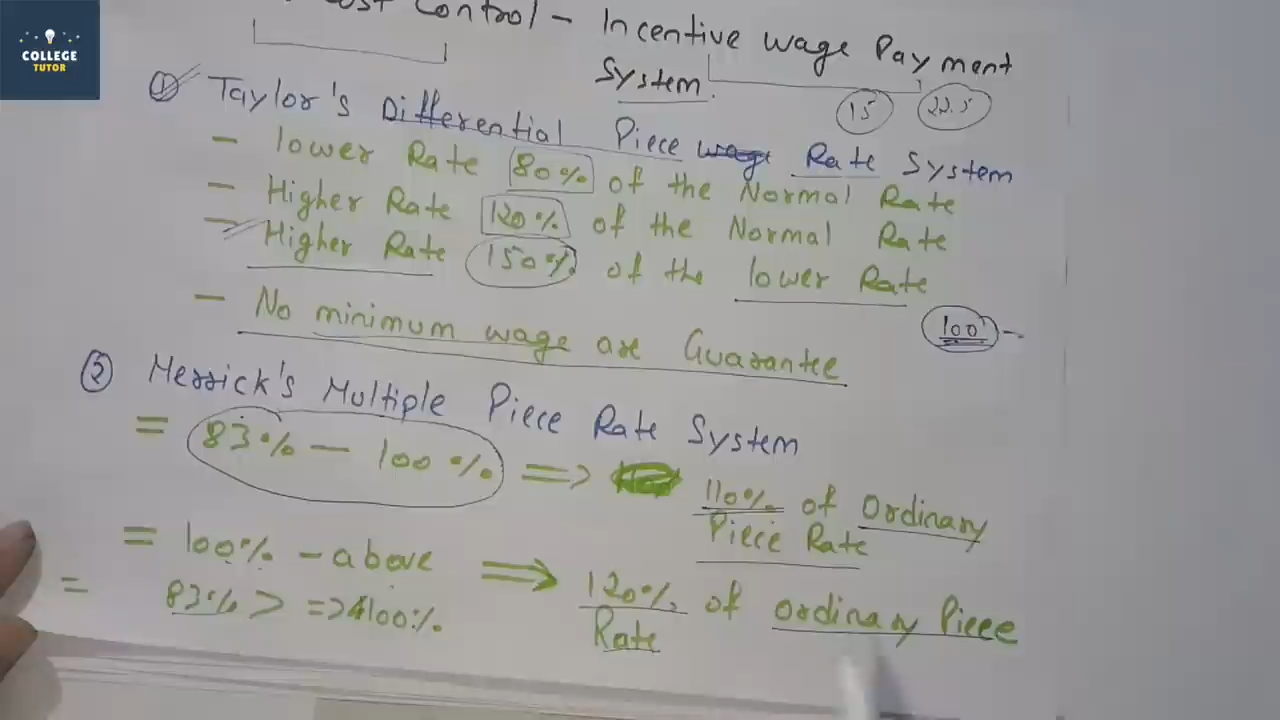 COLLEGE
TUTOR
Cost Control - Incentive wage Payment
System.
15 22.5
① Taylor's Differential Piece Rate System
- lower Rate 80% of the Normal Rate
- Higher Rate 120% of the Normal Rate
- Higher Rate 150% of the lower Rate
- No minimum wage are Guarantee
100 -
② Merrick's Multiple Piece Rate System
= 83% - 100% => 110% of Ordinary
Piece Rate
= 100% - above => 120% of Ordinary Piece
Rate
= 83% > => 100%.